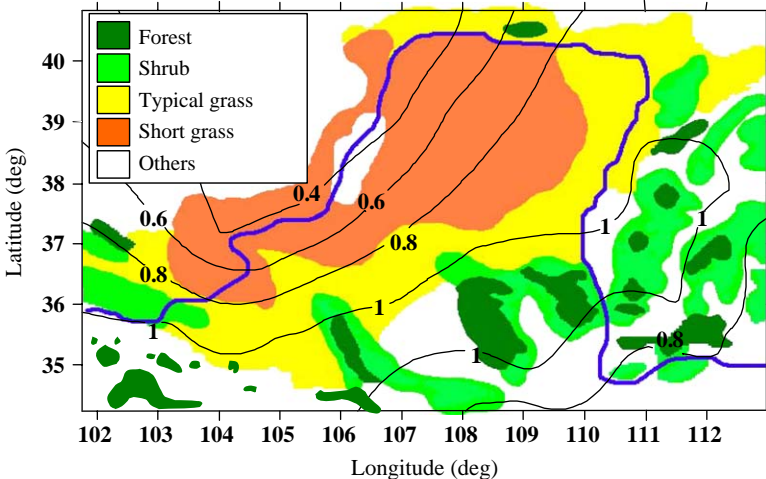 40
39
38
37
36
35
Latitude (deg)
Forest
Shrub
Typical grass
Short grass
Others
0.4
0.6
0.6
0.8
0.8
1
1
1
1
1
0.8
102 103 104 105 106 107 108 109 110 111 112
Longitude (deg)